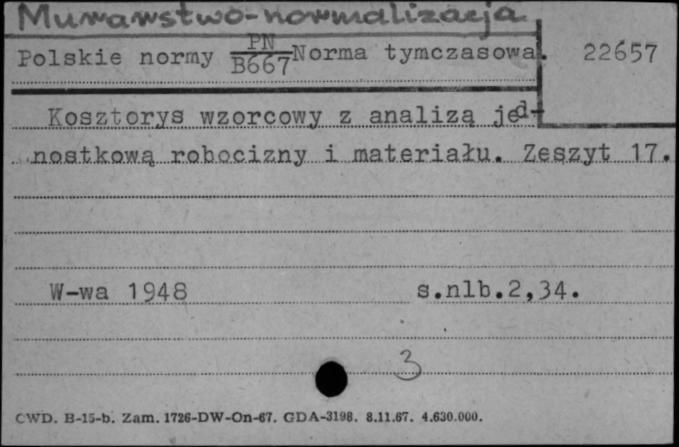 Murarstwo-normalizacja
Polskie normy PN/B667 Norma tymczasowa.
22657
Kosztorys wzorcowy z analizą jed-
nostkową robocizny i materiału. Zeszyt 17.
W-wa 1948 s.nlb.2,34.
3
CWD. B-15-b. Zam. 1726-DW-On-67. GDA-3198. 8.11.67. 4.630.000.